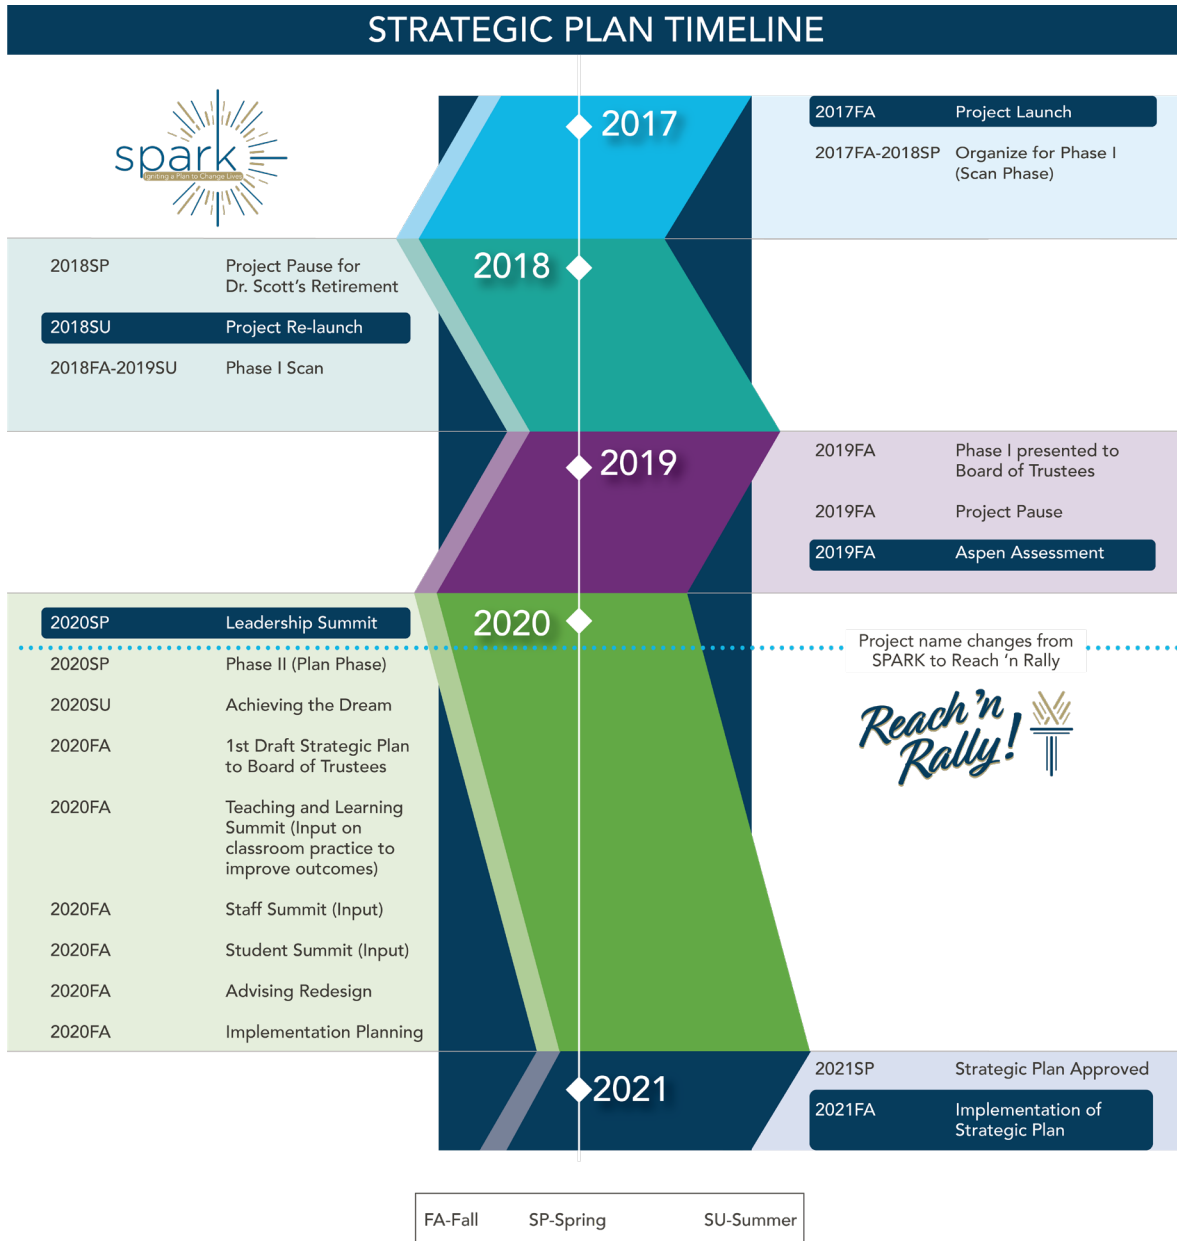 STRATEGIC PLAN TIMELINE
spark
Igniting a Plan to Change Lives
2017
2017FA Project Launch
2017FA-2018SP Organize for Phase I
(Scan Phase)
2018
2018SP Project Pause for
Dr. Scott’s Retirement
2018SU Project Re-launch
2018FA-2019SU Phase I Scan
2019
2019FA Phase I presented to
Board of Trustees
2019FA Project Pause
2019FA Aspen Assessment
2020
2020SP Leadership Summit
Project name changes from
SPARK to Reach ‘n Rally
Reach ’n
Rally!
2020SP Phase II (Plan Phase)
2020SU Achieving the Dream
2020FA 1st Draft Strategic Plan
to Board of Trustees
2020FA Teaching and Learning
Summit (Input on
classroom practice to
improve outcomes)
2020FA Staff Summit (Input)
2020FA Student Summit (Input)
2020FA Advising Redesign
2020FA Implementation Planning
2021
2021SP Strategic Plan Approved
2021FA Implementation of
Strategic Plan
FA-Fall SP-Spring SU-Summer